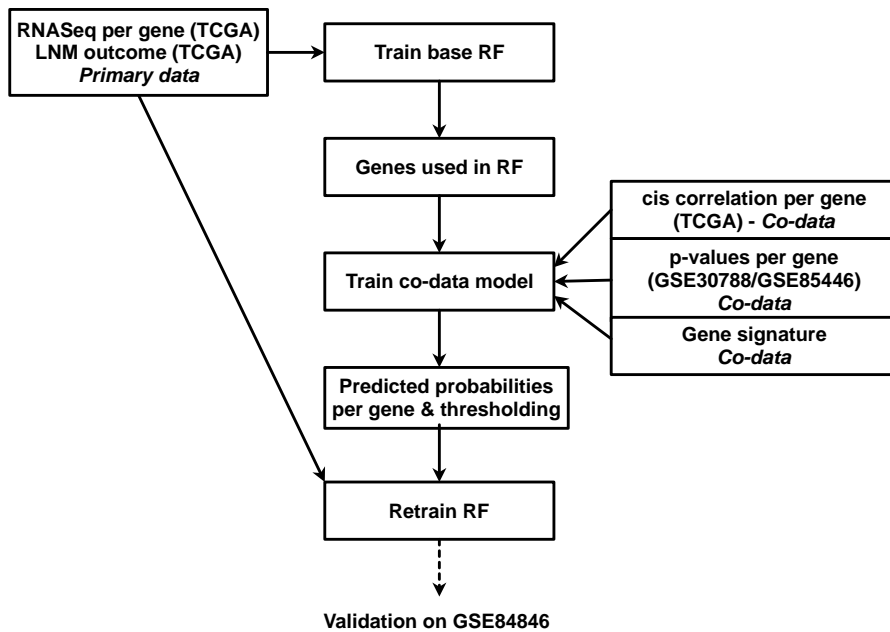 RNASeq per gene (TCGA)
LNM outcome (TCGA)
Primary data
Train base RF
Genes used in RF
cis correlation per gene
(TCGA) - Co-data
p-values per gene
(GSE30788/GSE85446)
Co-data
Gene signature
Co-data
Train co-data model
Predicted probabilities
per gene & thresholding
Retrain RF
Validation on GSE84846